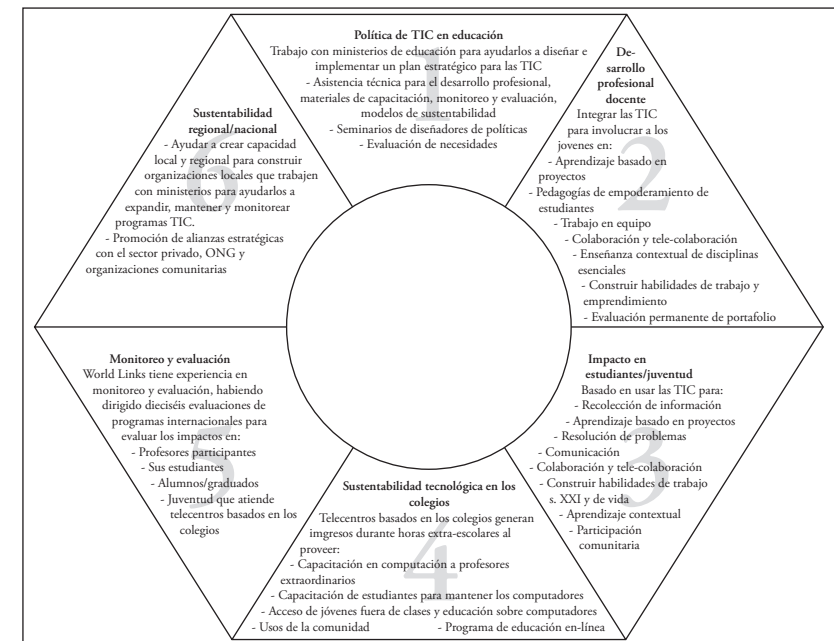 1
Política de TIC en educación
Trabajo con ministerios de educación para ayudarlos a diseñar e
implementar un plan estratégico para las TIC
- Asistencia técnica para el desarrollo profesional,
materiales de capacitación, monitoreo y evaluación,
modelos de sustentabilidad
- Seminarios de diseñadores de políticas
- Evaluación de necesidades
2
De-
sarrollo
profesional
docente
Integrar las TIC
para involucrar a los
jovenes en:
- Aprendizaje basado en
proyectos
- Pedagogías de empoderamiento de
estudiantes
- Trabajo en equipo
- Colaboración y tele-colaboración
- Enseñanza contextual de disciplinas
esenciales
- Construir habilidades de trabajo y
emprendimiento
- Evaluación permanente de portafolio
3
Impacto en
estudiantes/juventud
Basado en usar las TIC para:
- Recolección de información
- Aprendizaje basado en proyectos
- Resolución de problemas
- Comunicación
- Colaboración y tele-colaboración
- Construir habilidades de trabajo
s. XXI y de vida
- Aprendizaje contextual
- Participación
comunitaria
4
Sustentabilidad tecnológica en los
colegios
Telecentros basados en los colegios generan
ingresos durante horas extra-escolares al
proveer:
- Capacitación en computación a profesores
extraordinarios
- Capacitación de estudiantes para mantener los computadores
- Acceso de jóvenes fuera de clases y educación sobre computadores
- Usos de la comunidad - Programa de educación en-línea
5
Monitoreo y evaluación
World Links tiene experiencia en
monitoreo y evaluación, habiendo
dirigido dieciséis evaluaciones de
programas internacionales para
evaluar los impactos en:
- Profesores participantes
- Sus estudiantes
- Alumnos/graduados
- Juventud que atiende
telecentros basados en los
colegios
6
Sustentabilidad
regional/nacional
- Ayudar a crear capacidad
local y regional para construir
organizaciones locales que trabajen
con ministerios para ayudarlos a
expandir, mantener y monitorear
programas TIC.
- Promoción de alianzas estratégicas
con el sector privado, ONG y
organizaciones comunitarias